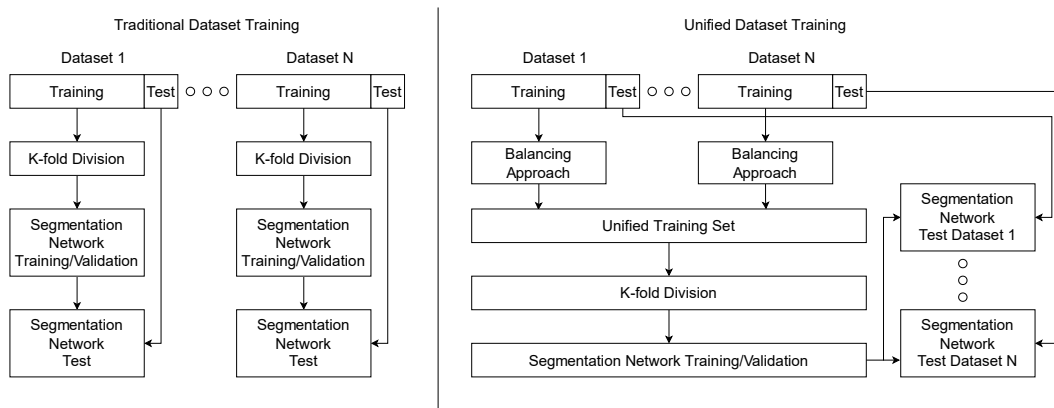 Traditional Dataset Training
Dataset 1
Dataset N
Training
Test
Training
Test
K-fold Division
K-fold Division
Segmentation
Network
Training/Validation
Segmentation
Network
Training/Validation
Segmentation
Network
Test
Segmentation
Network
Test
Unified Dataset Training
Dataset 1
Dataset N
Training
Test
Training
Test
Balancing
Approach
Balancing
Approach
Unified Training Set
K-fold Division
Segmentation Network Training/Validation
Segmentation
Network
Test Dataset 1
Segmentation
Network
Test Dataset N